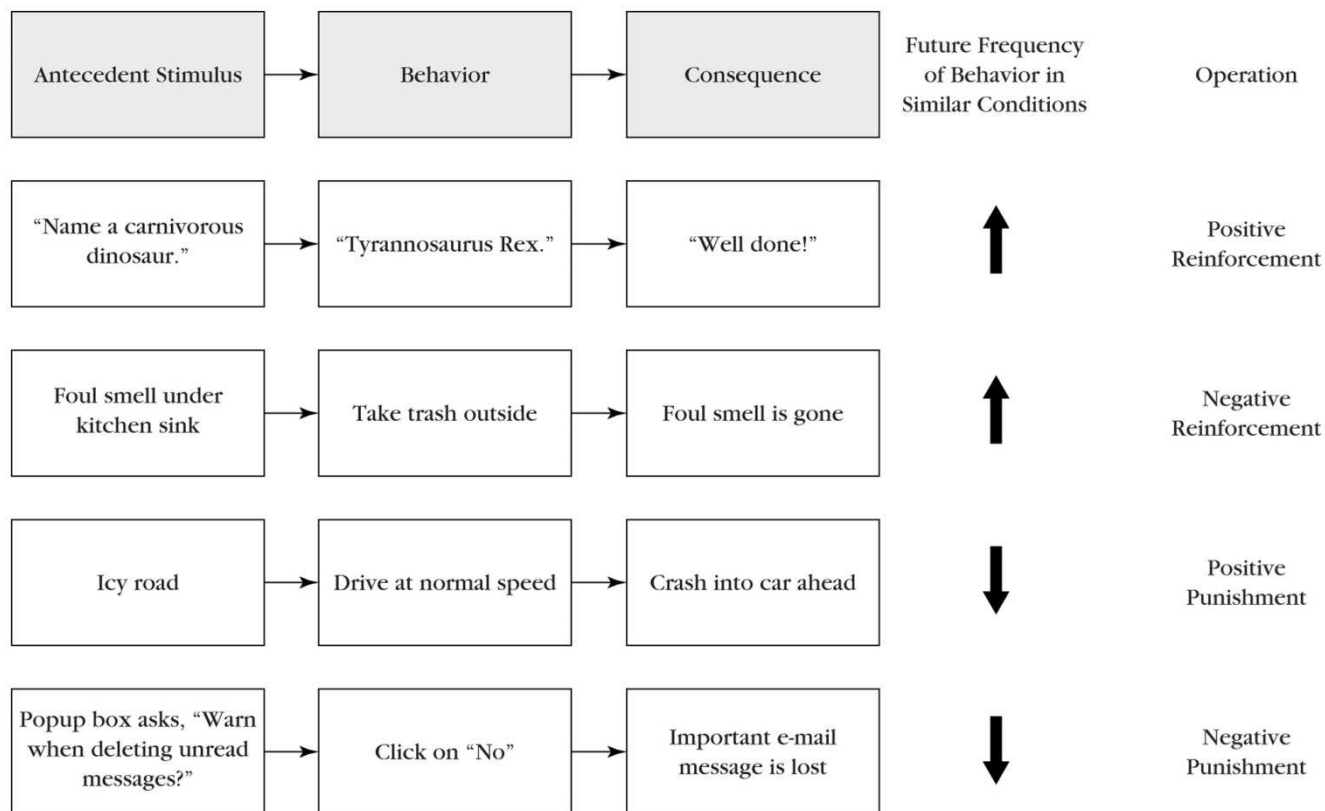 Antecedent Stimulus
Behavior
Consequence
Future Frequency
of Behavior in
Similar Conditions
Operation
“Name a carnivorous
dinosaur.”
“Tyrannosaurus Rex.”
“Well done!”
Positive
Reinforcement
Foul smell under
kitchen sink
Take trash outside
Foul smell is gone
Negative
Reinforcement
Icy road
Drive at normal speed
Crash into car ahead
Positive
Punishment
Popup box asks, “Warn
when deleting unread
messages?”
Click on “No”
Important e-mail
message is lost
Negative
Punishment